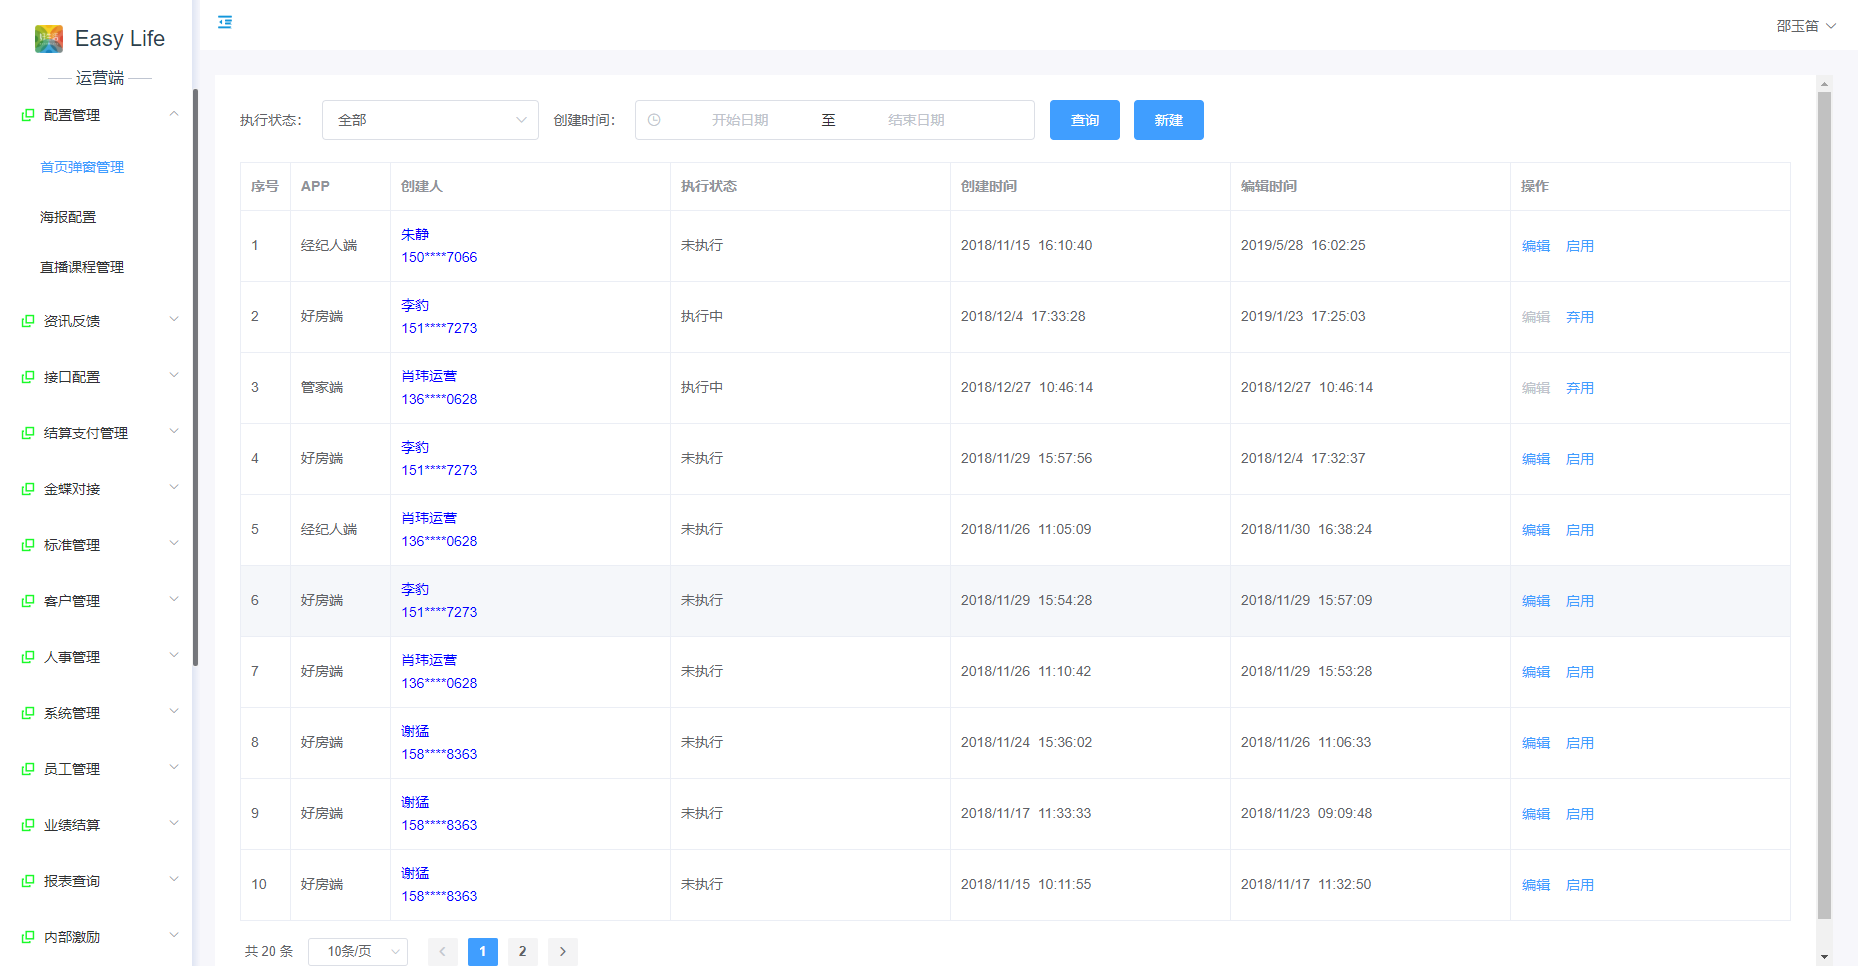 Easy Life
运营端
邵玉笛
配置管理
首页弹窗管理
海报配置
直播课程管理
资讯反馈
接口配置
结算支付管理
金蝶对接
标准管理
客户管理
人事管理
系统管理
员工管理
业绩结算
报表查询
内部激励
执行状态： 全部 创建时间： 开始日期 至 结束日期 查询 新建
序号 APP 创建人 执行状态 创建时间 编辑时间 操作
1 经纪人端 朱静 未执行 2018/11/15 16:10:40 2019/5/28 16:02:25 编辑 启用
150****7066
2 好房端 李豹 执行中 2018/12/4 17:33:28 2019/1/23 17:25:03 编辑 弃用
151****7273
3 管家端 肖玮运营 执行中 2018/12/27 10:46:14 2018/12/27 10:46:14 编辑 弃用
136****0628
4 好房端 李豹 未执行 2018/11/29 15:57:56 2018/12/4 17:32:37 编辑 启用
151****7273
5 经纪人端 肖玮运营 未执行 2018/11/26 11:05:09 2018/11/30 16:38:24 编辑 启用
136****0628
6 好房端 李豹 未执行 2018/11/29 15:54:28 2018/11/29 15:57:09 编辑 启用
151****7273
7 好房端 肖玮运营 未执行 2018/11/26 11:10:42 2018/11/29 15:53:28 编辑 启用
136****0628
8 好房端 谢猛 未执行 2018/11/24 15:36:02 2018/11/26 11:06:33 编辑 启用
158****8363
9 好房端 谢猛 未执行 2018/11/17 11:33:33 2018/11/23 09:09:48 编辑 启用
158****8363
10 好房端 谢猛 未执行 2018/11/15 10:11:55 2018/11/17 11:32:50 编辑 启用
158****8363
共 20 条 10条/页 1 2